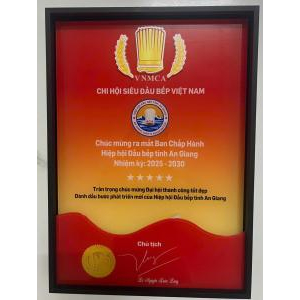 VNMCA
CHI HỘI SIÊU ĐẦU BẾP VIỆT NAM
Chúc mừng ra mắt Ban Chấp Hành
Hiệp hội Đầu bếp tỉnh An Giang
Nhiệm kỳ: 2025 - 2030
Trân trọng chúc mừng Đại hội thành công tốt đẹp
Đánh dấu bước phát triển mới của Hiệp hội Đầu bếp tỉnh An Giang
Chủ tịch